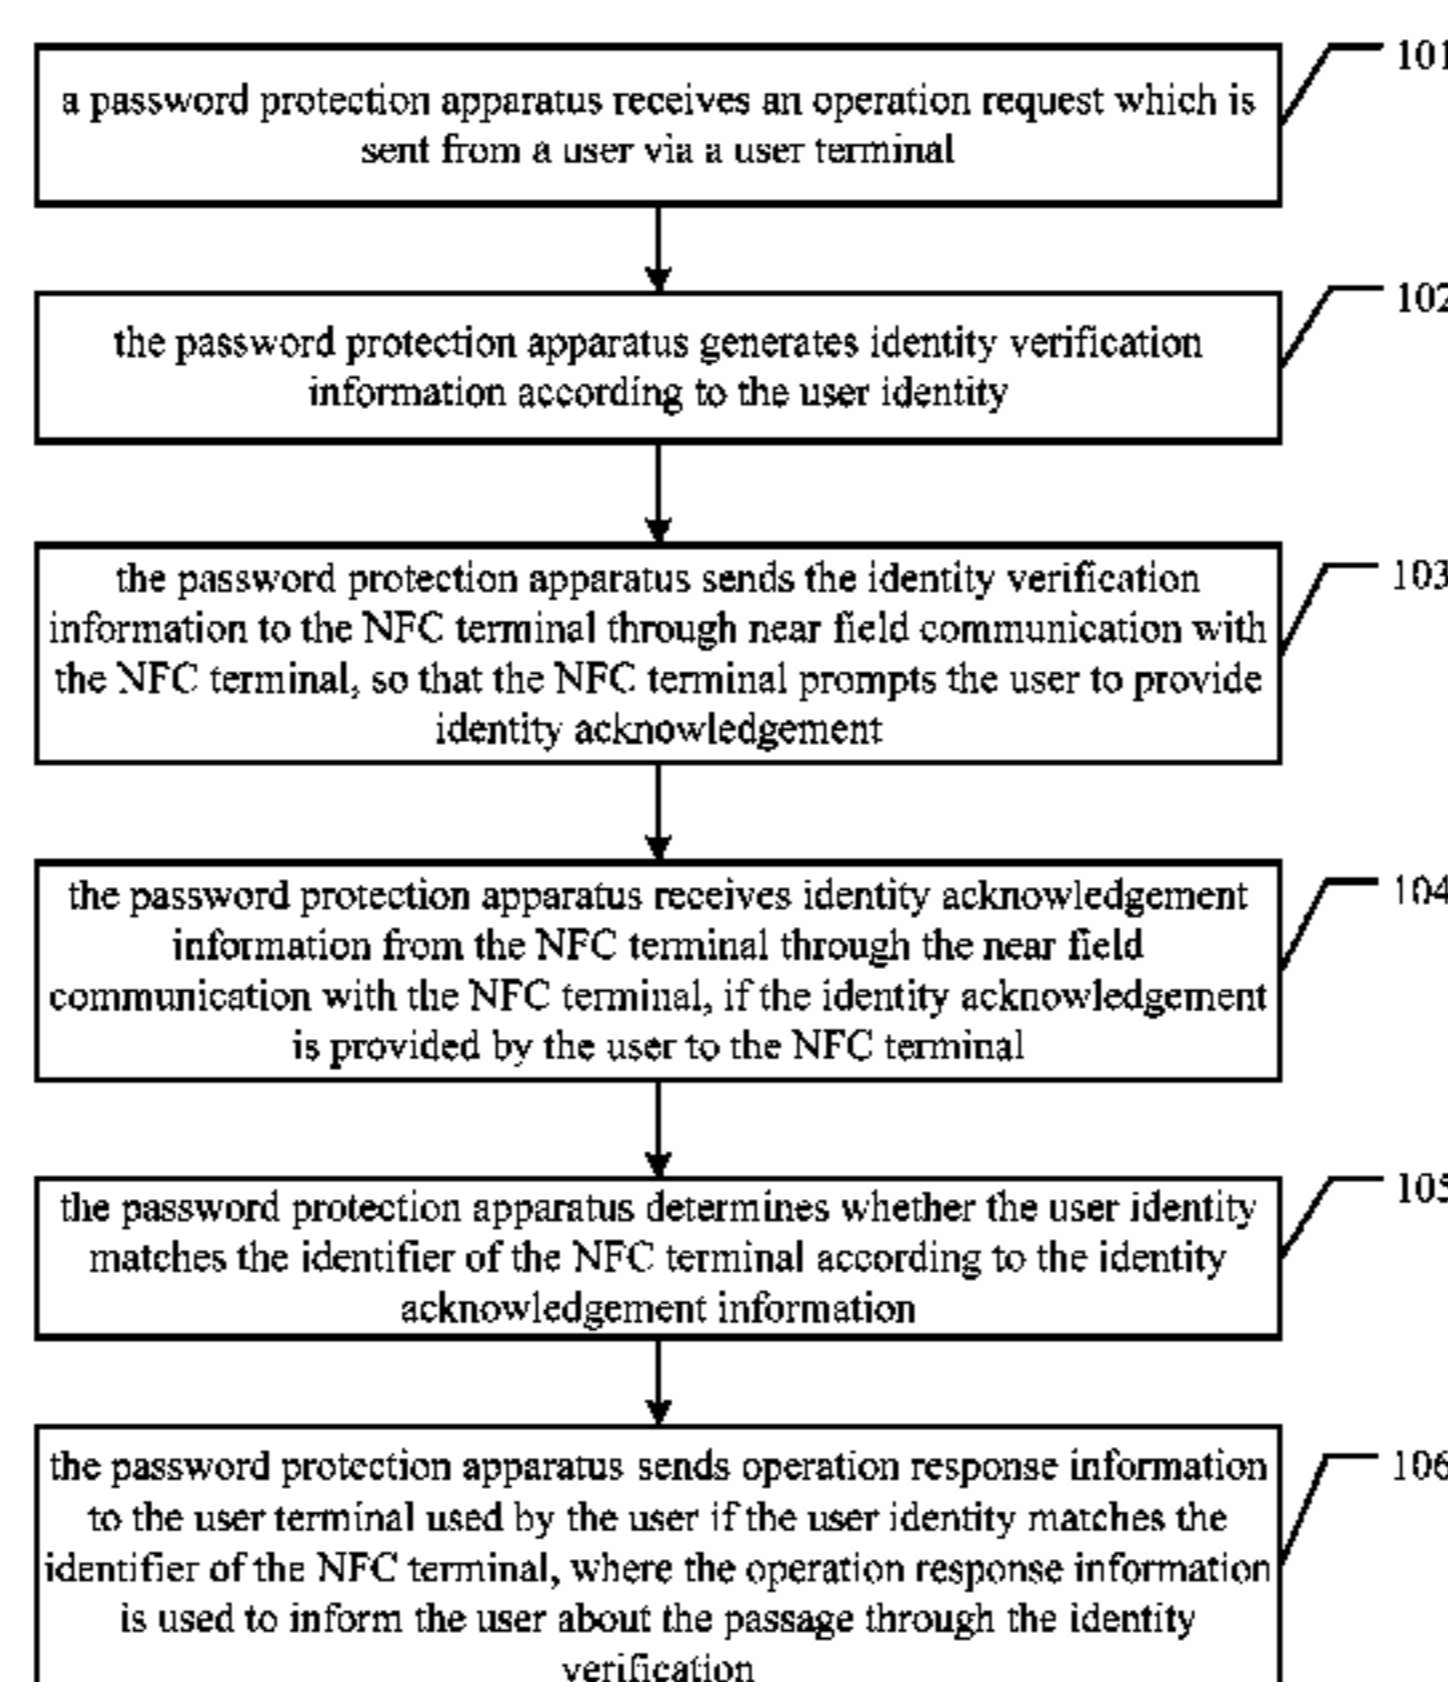 a password protection apparatus receives an operation request which is
sent from a user via a user terminal
101
the password protection apparatus generates identity verification
information according to the user identity
102
the password protection apparatus sends the identity verification
information to the NFC terminal through near field communication with
the NFC terminal, so that the NFC terminal prompts the user to provide
identity acknowledgement
103
the password protection apparatus receives identity acknowledgement
information from the NFC terminal through the near field
communication with the NFC terminal, if the identity acknowledgement
is provided by the user to the NFC terminal
104
the password protection apparatus determines whether the user identity
matches the identifier of the NFC terminal according to the identity
acknowledgement information
105
the password protection apparatus sends operation response information
to the user terminal used by the user if the user identity matches the
identifier of the NFC terminal, where the operation response information
is used to inform the user about the passage through the identity
verification
106